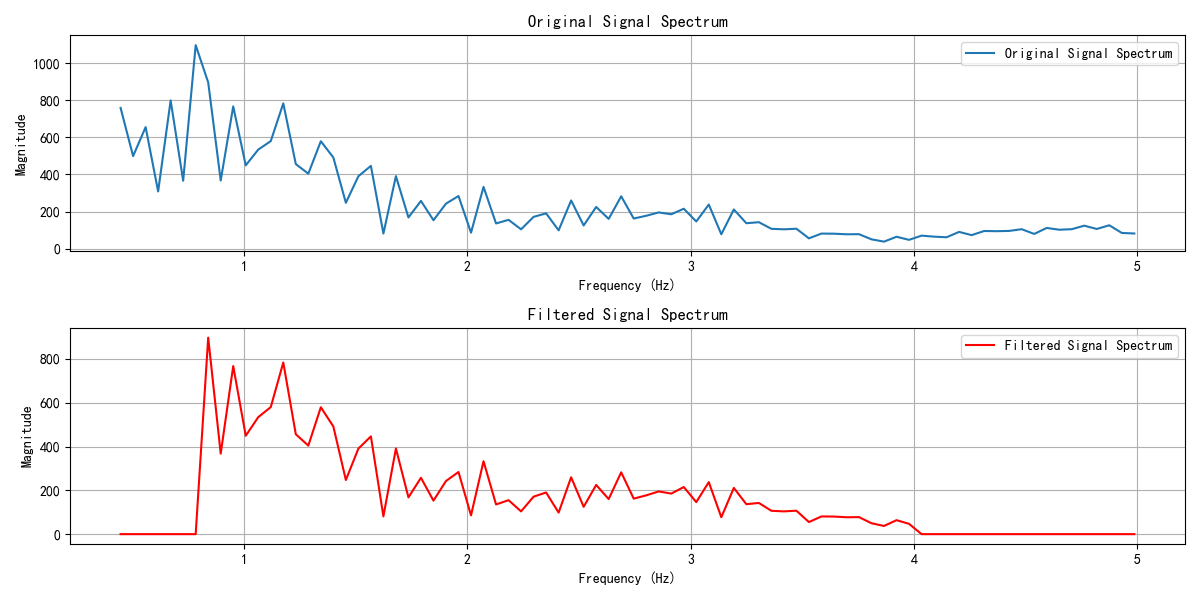 Original Signal Spectrum
Original Signal Spectrum
Magnitude
1000
800
600
400
200
0
1 2 3 4 5
Frequency (Hz)
Filtered Signal Spectrum
Filtered Signal Spectrum
Magnitude
800
600
400
200
0
1 2 3 4 5
Frequency (Hz)